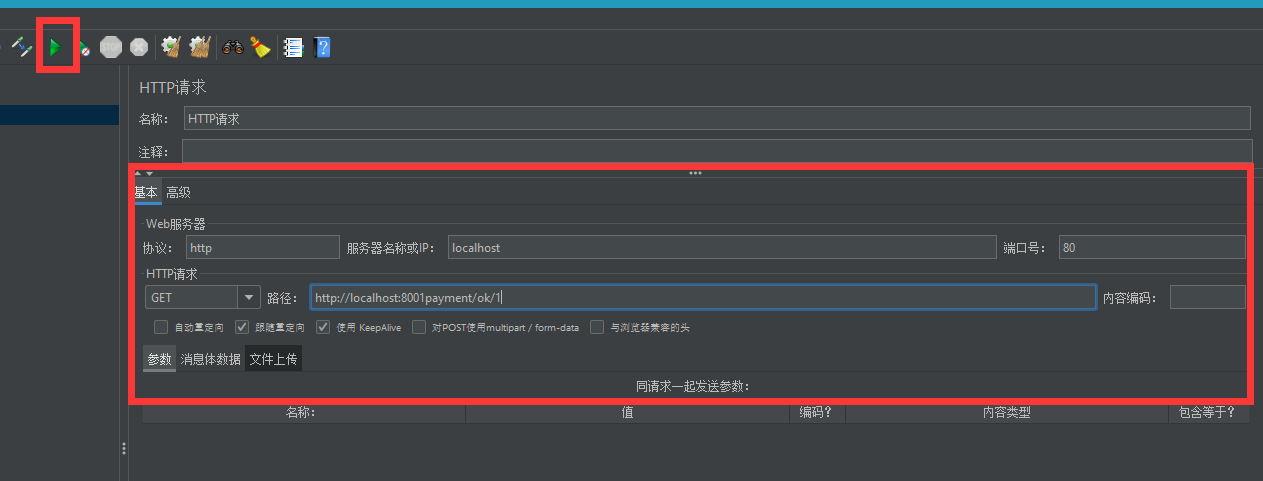 STOP
?
HTTP请求
名称： HTTP请求
注释：
基本 高级
Web服务器
协议： http 服务器名称或IP： localhost 端口号： 80
HTTP请求
GET 路径： http://localhost:8001payment/ok/1 内容编码：
自动重定向 跟随重定向 使用 KeepAlive 对POST使用multipart / form-data 与浏览器兼容的头
参数 消息体数据 文件上传
同请求一起发送参数：
名称： 值 编码？ 内容类型 包含等于？